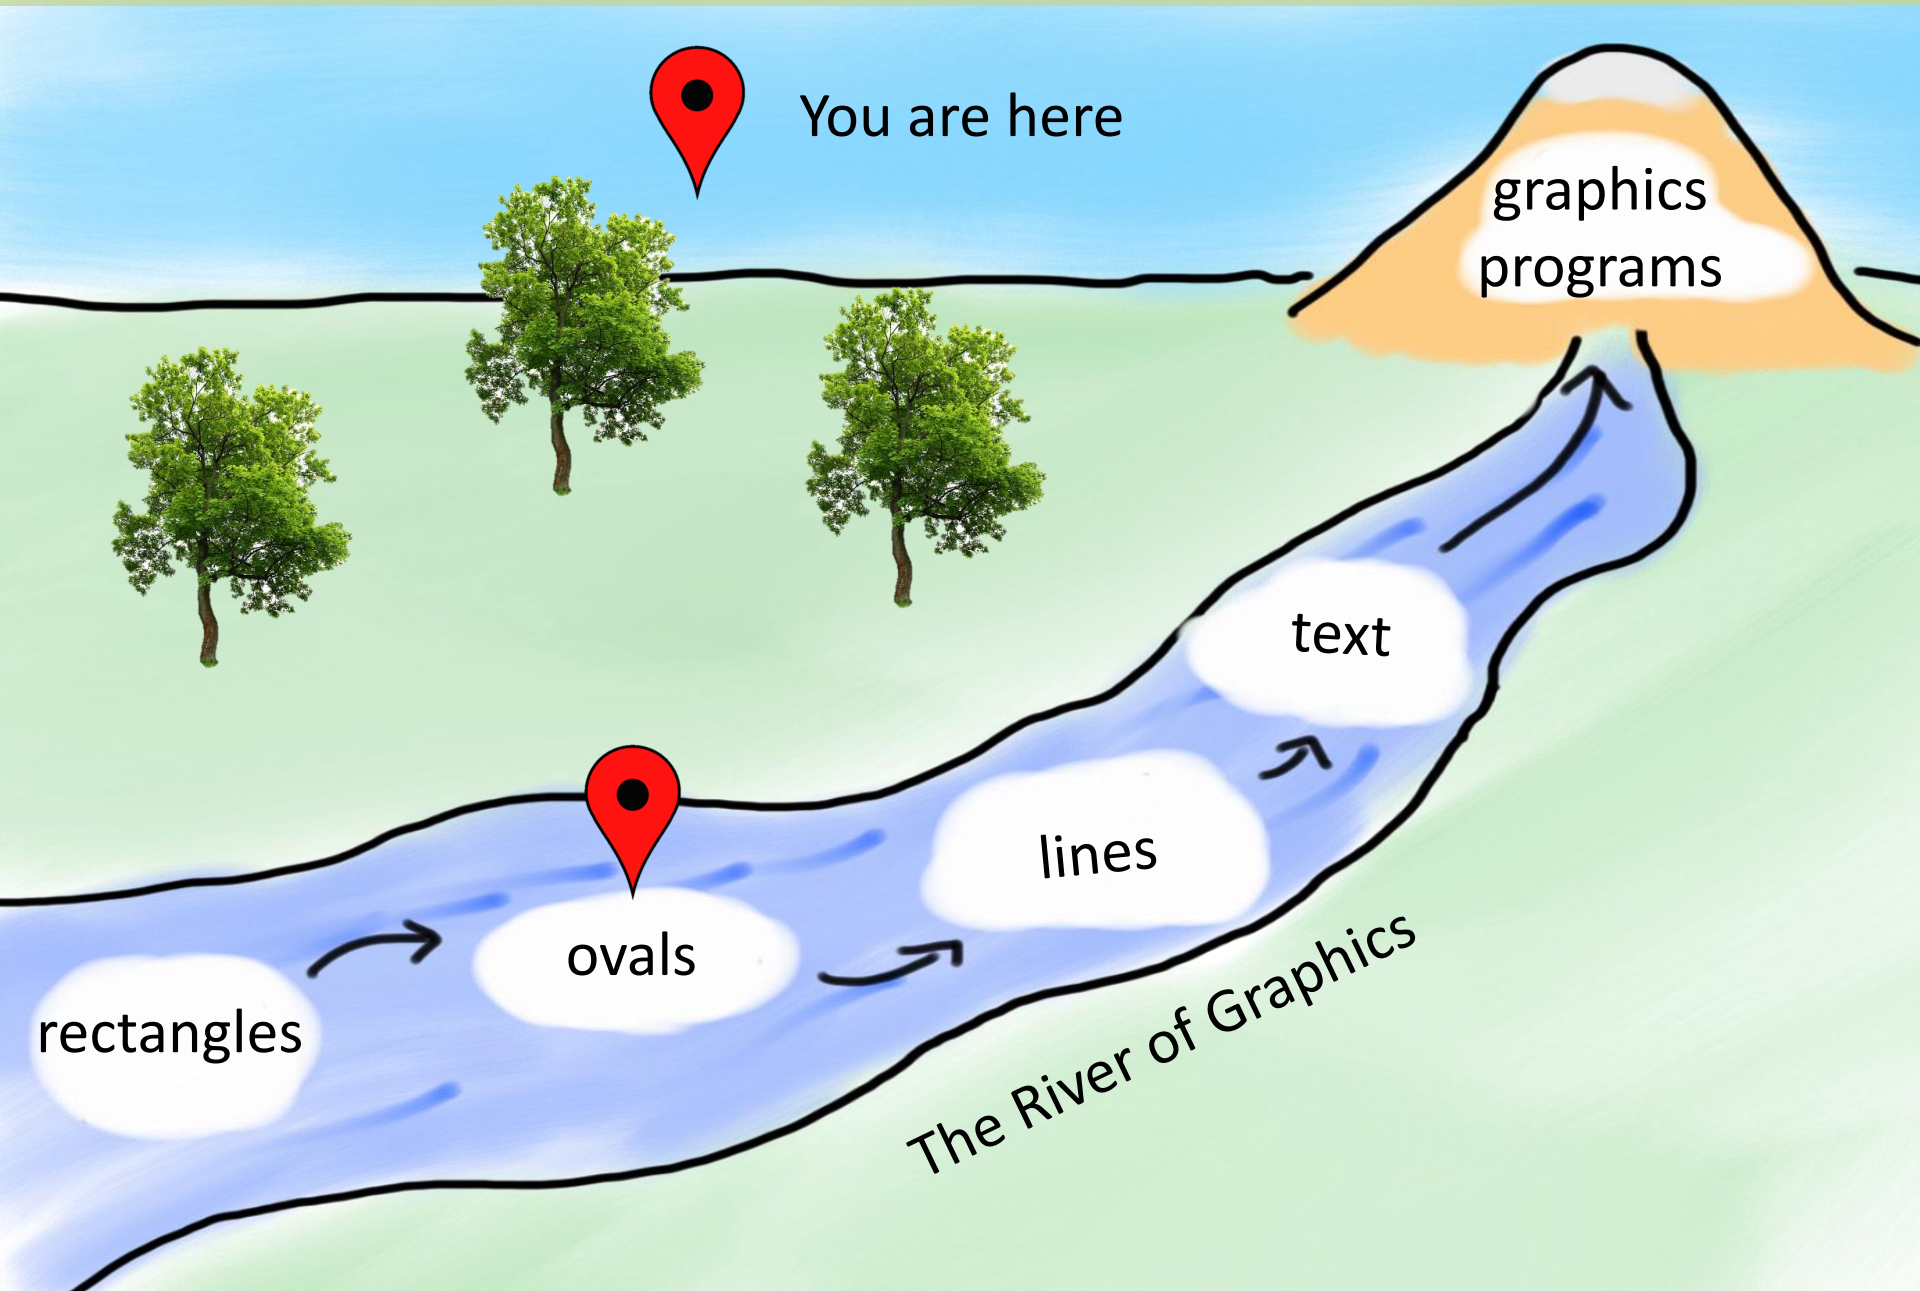 You are here
graphics
programs
text
lines
ovals
rectangles
The River of Graphics